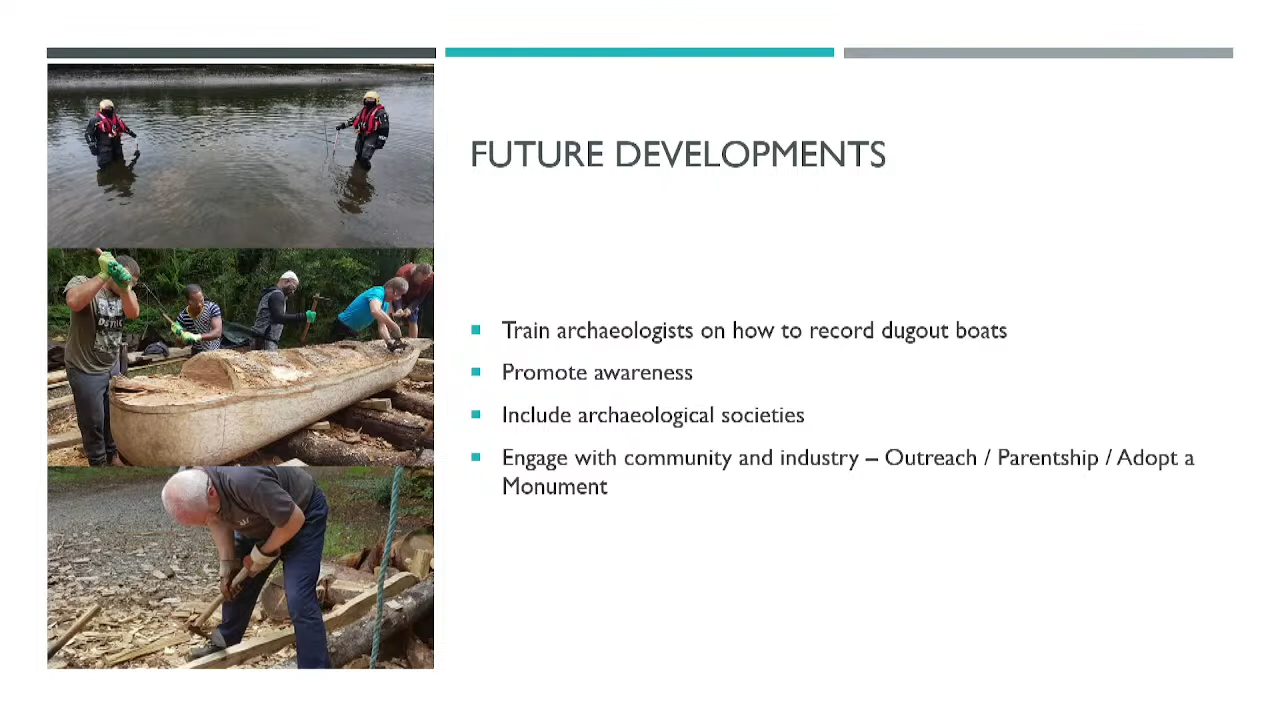 FUTURE DEVELOPMENTS
Train archaeologists on how to record dugout boats
Promote awareness
Include archaeological societies
Engage with community and industry – Outreach / Parentship / Adopt a
Monument